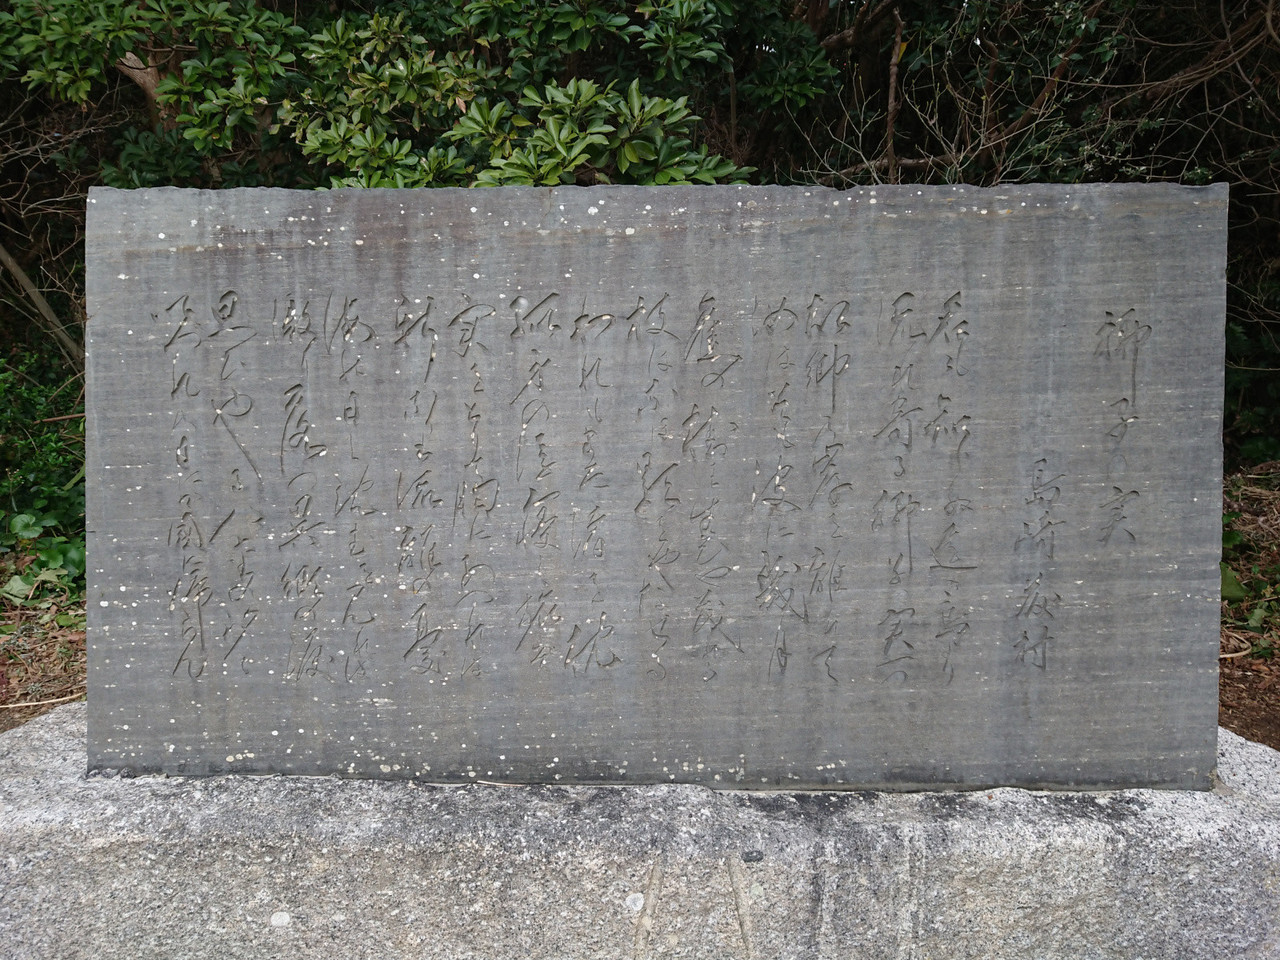 椰子の実
島崎藤村
名も知らぬ遠き島より
流れ寄る椰子の実一つ
故郷の岸を離れて
汝はそも波に幾月
舊の樹は生ひや茂れる
枝はなほ影をやなせる
われもまた渚を枕
孤身の浮寝の旅ぞ
実をとりて胸にあつれば
新なり流離の憂
海の日の沈むを見れば
激り落つ異郷の涙
思ひやる八重の汐々
いづれの日にか国に帰らん